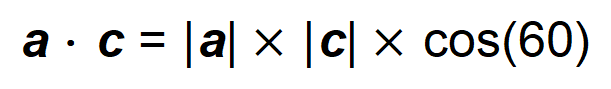 a · c = |a| × |c| × cos(60)